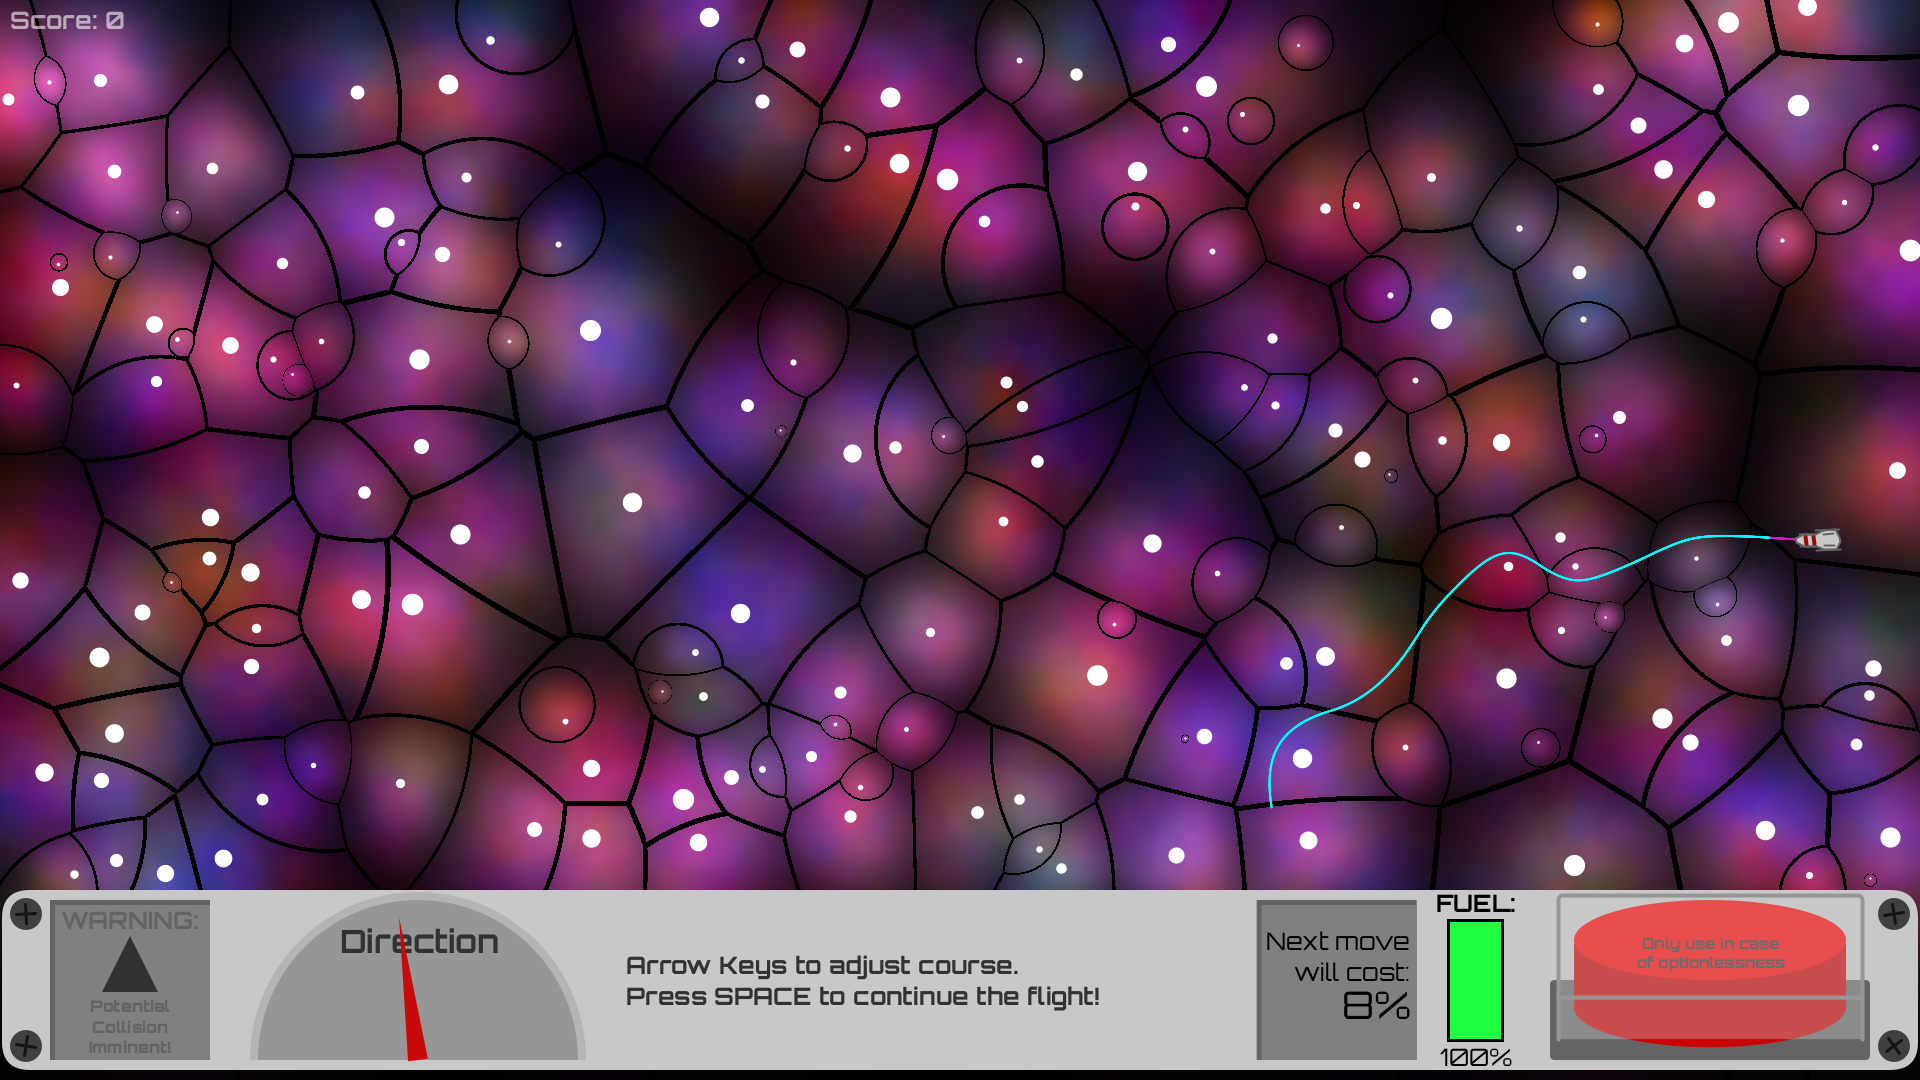 Score: 0
WARNING:
Potential
Collision
Imminent!
Direction
Arrow Keys to adjust course.
Press SPACE to continue the flight!
Next move
will cost:
8%
FUEL:
100%
Only use in case
of optionlessness